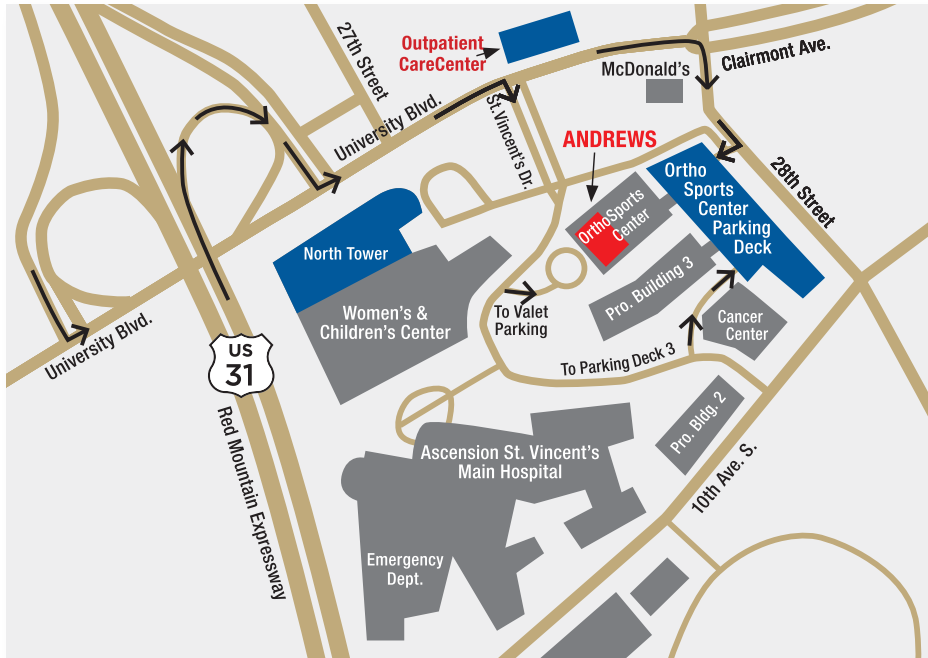 27th Street
Outpatient
CareCenter
Clairmont Ave.
McDonald's
University Blvd.
St.Vincent's Dr.
ANDREWS
28th Street
Ortho
Sports
Center
Parking
Deck
OrthoSports
Center
North Tower
Pro. Building 3
Women's &
Children's Center
To Valet
Parking
Cancer
Center
University Blvd.
US
31
To Parking Deck 3
Pro. Bldg. 2
Red Mountain Expressway
Ascension St. Vincent's
Main Hospital
10th Ave. S.
Emergency
Dept.